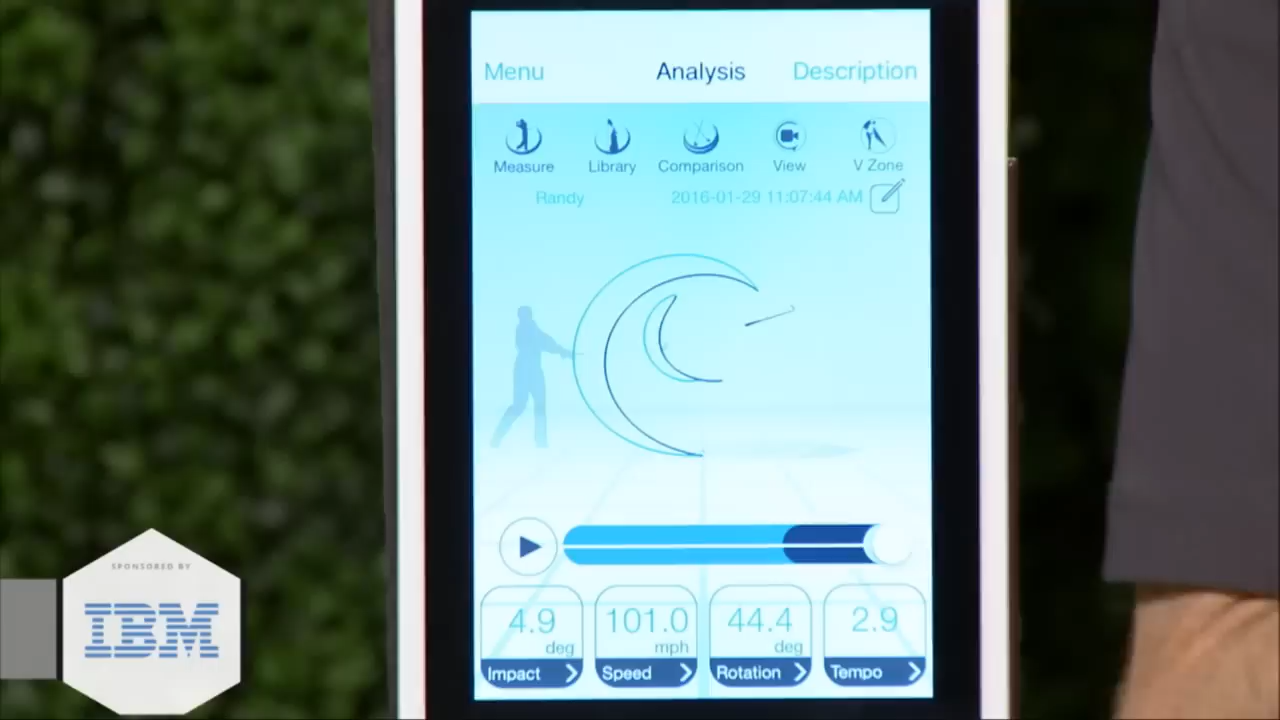 Menu Analysis Description
Measure Library Comparison View V Zone
Randy 2016-01-29 11:07:44 AM
4.9 101.0 44.4 2.9
deg mph deg
Impact Speed Rotation Tempo
SPONSORED BY
IBM